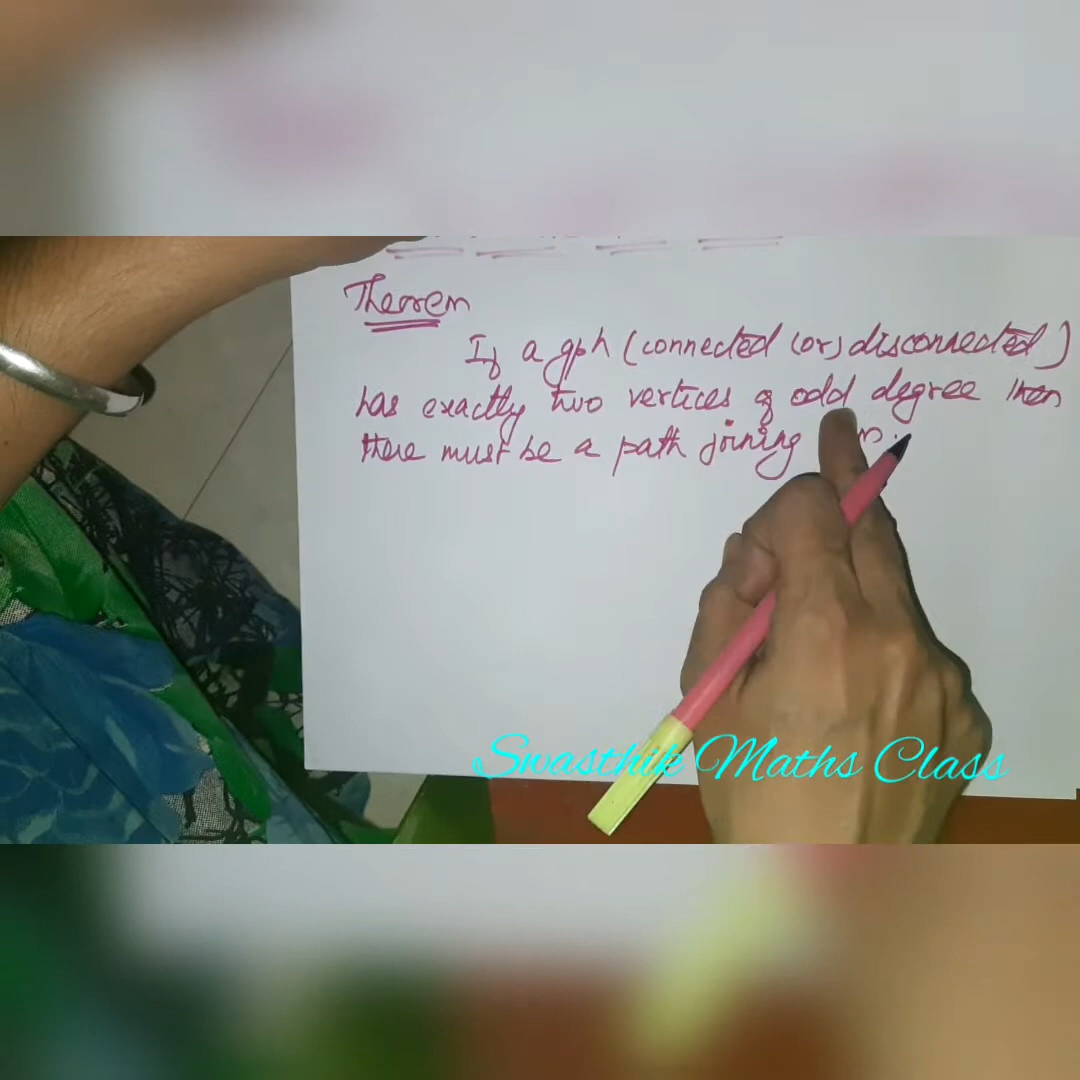 Theorem
If a gph (connected (or) disconnected)
has exactly two vertices of odd degree then
there must be a path joining
Swasthik Maths Class